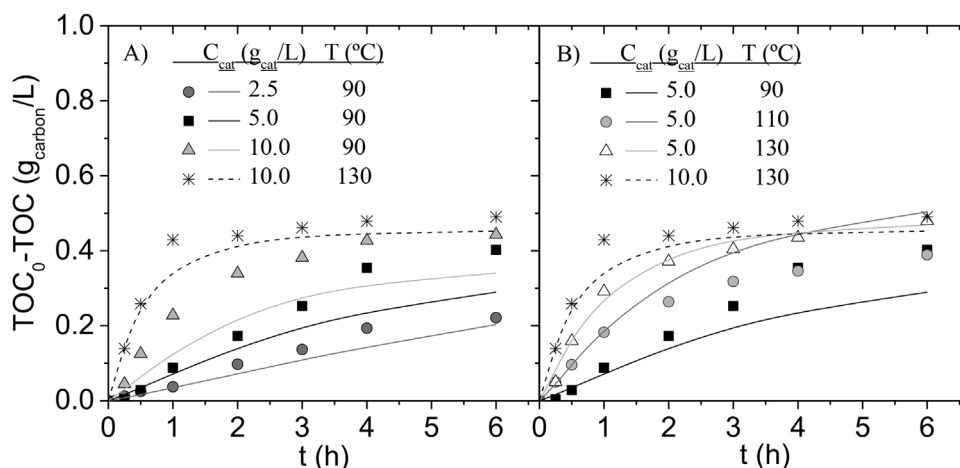 TOC0-TOC (gcarbon/L)
1.0
0.8
0.6
0.4
0.2
0.0
A)
Ccat (gcat/L) T (ºC)
2.5 90
5.0 90
10.0 90
10.0 130
0 1 2 3 4 5 6
t (h)
B)
Ccat (gcat/L) T (ºC)
5.0 90
5.0 110
5.0 130
10.0 130
0 1 2 3 4 5 6
t (h)